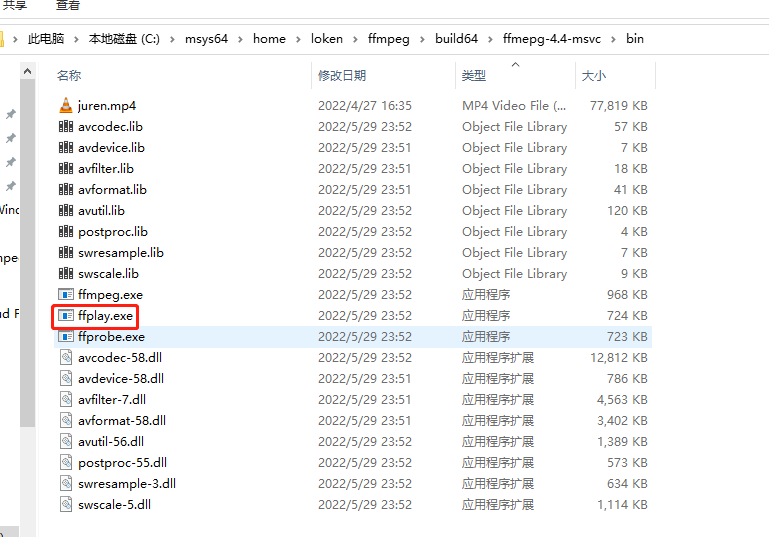 共享 查看
此电脑 > 本地磁盘 (C:) > msys64 > home > loken > ffmpeg > build64 > ffmepg-4.4-msvc > bin
名称 修改日期 类型 大小
juren.mp4 2022/4/27 16:35 MP4 Video File (... 77,819 KB
avcodec.lib 2022/5/29 23:52 Object File Library 57 KB
avdevice.lib 2022/5/29 23:51 Object File Library 7 KB
avfilter.lib 2022/5/29 23:51 Object File Library 18 KB
avformat.lib 2022/5/29 23:51 Object File Library 41 KB
avutil.lib 2022/5/29 23:52 Object File Library 120 KB
postproc.lib 2022/5/29 23:52 Object File Library 4 KB
swresample.lib 2022/5/29 23:52 Object File Library 7 KB
swscale.lib 2022/5/29 23:52 Object File Library 9 KB
ffmpeg.exe 2022/5/29 23:52 应用程序 968 KB
ffplay.exe 2022/5/29 23:52 应用程序 724 KB
ffprobe.exe 2022/5/29 23:52 应用程序 723 KB
avcodec-58.dll 2022/5/29 23:52 应用程序扩展 12,812 KB
avdevice-58.dll 2022/5/29 23:51 应用程序扩展 786 KB
avfilter-7.dll 2022/5/29 23:51 应用程序扩展 4,563 KB
avformat-58.dll 2022/5/29 23:51 应用程序扩展 3,402 KB
avutil-56.dll 2022/5/29 23:52 应用程序扩展 1,389 KB
postproc-55.dll 2022/5/29 23:52 应用程序扩展 573 KB
swresample-3.dll 2022/5/29 23:52 应用程序扩展 634 KB
swscale-5.dll 2022/5/29 23:52 应用程序扩展 1,114 KB